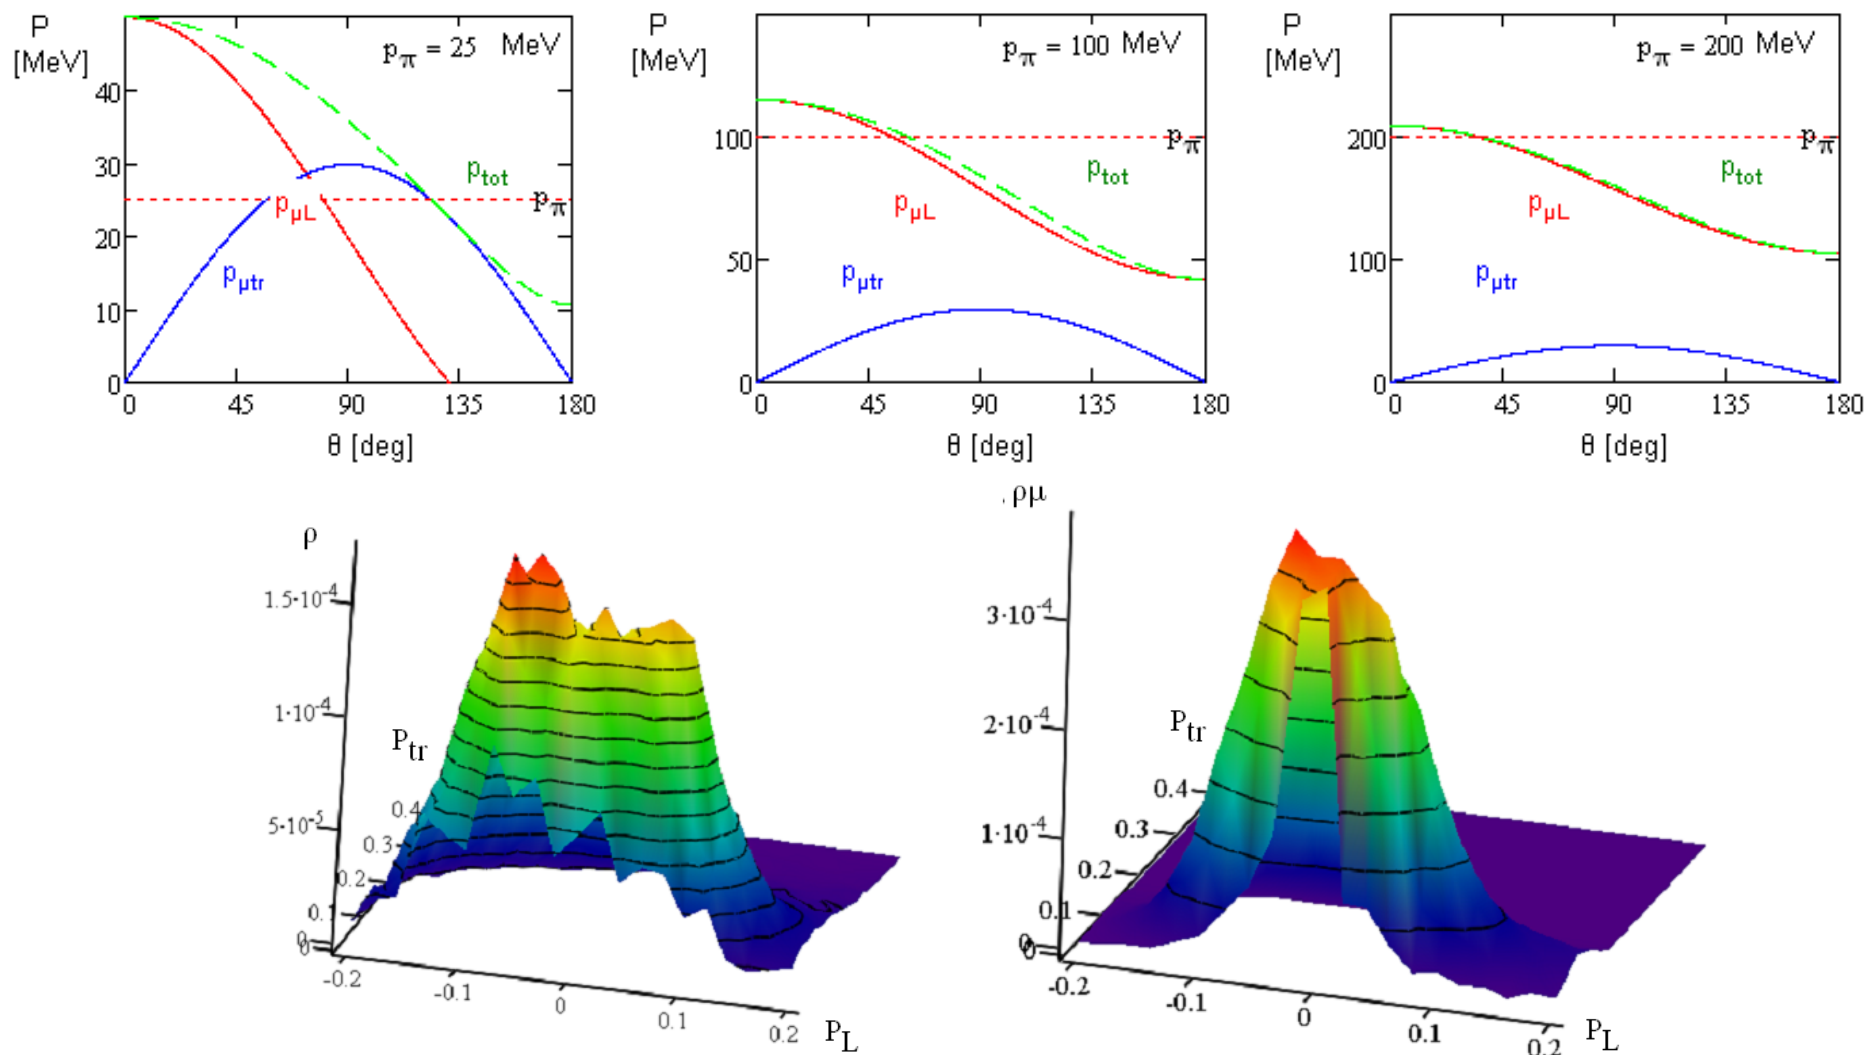 P
[MeV]
p_π = 25 MeV
40
30
20
10
0
p_tot
p_π
p_μL
p_μtr
0 45 90 135 180
θ [deg]
P
[MeV]
p_π = 100 MeV
100
50
0
p_π
p_tot
p_μL
p_μtr
0 45 90 135 180
θ [deg]
P
[MeV]
p_π = 200 MeV
200
100
0
p_π
p_tot
p_μL
p_μtr
0 45 90 135 180
θ [deg]
ρ
1.5·10^-4
1·10^-4
5·10^-5
0
P_tr
0.4
0.3
0.2
0.1
0
-0.2 -0.1 0 0.1 0.2
P_L
ρμ
3·10^-4
2·10^-4
1·10^-4
0
P_tr
0.4
0.3
0.2
0.1
0
-0.2 -0.1 0 0.1 0.2
P_L